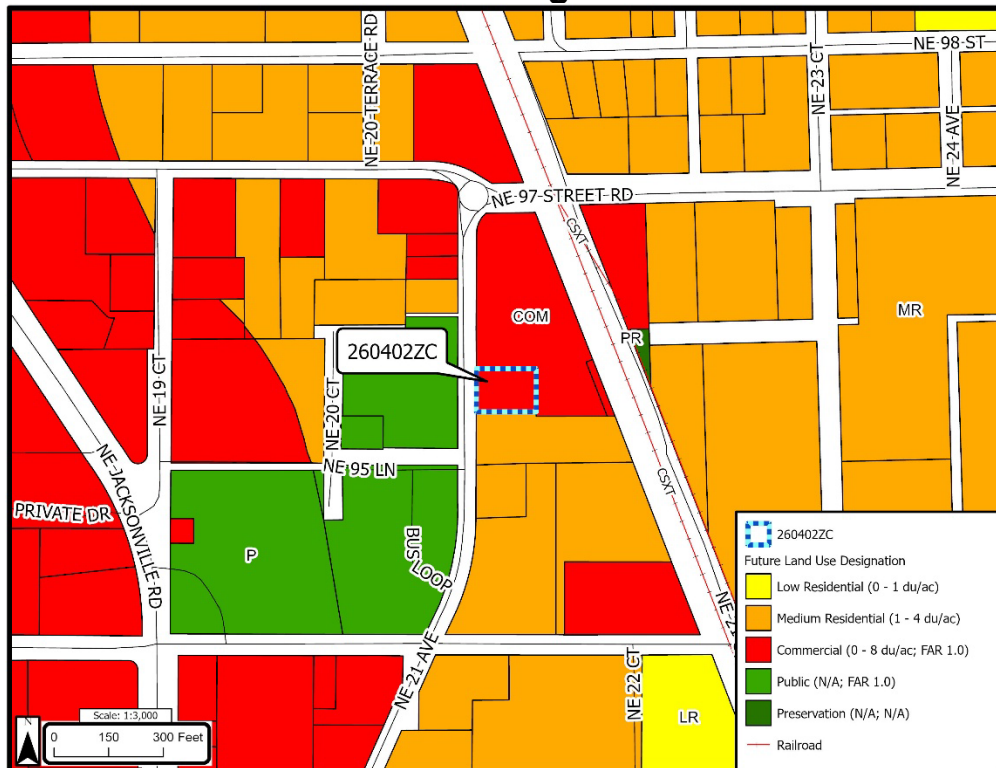 NE 20 TERRACE RD
NE 98 ST
NE 23 CT
NE 24 AVE
NE 97 STREET RD
CSXT
COM
MR
PR
260402ZC
NE 19 CT
NE 20 CT
NE 95 LN
NE JACKSONVILLE RD
PRIVATE DR
P
BUS LOOP
CSXT
NE 21 AVE
NE 22 CT
LR
260402ZC
Future Land Use Designation
Low Residential (0 - 1 du/ac)
Medium Residential (1 - 4 du/ac)
Commercial (0 - 8 du/ac; FAR 1.0)
Public (N/A; FAR 1.0)
Preservation (N/A; N/A)
Railroad
N
Scale: 1:3,000
0 150 300 Feet